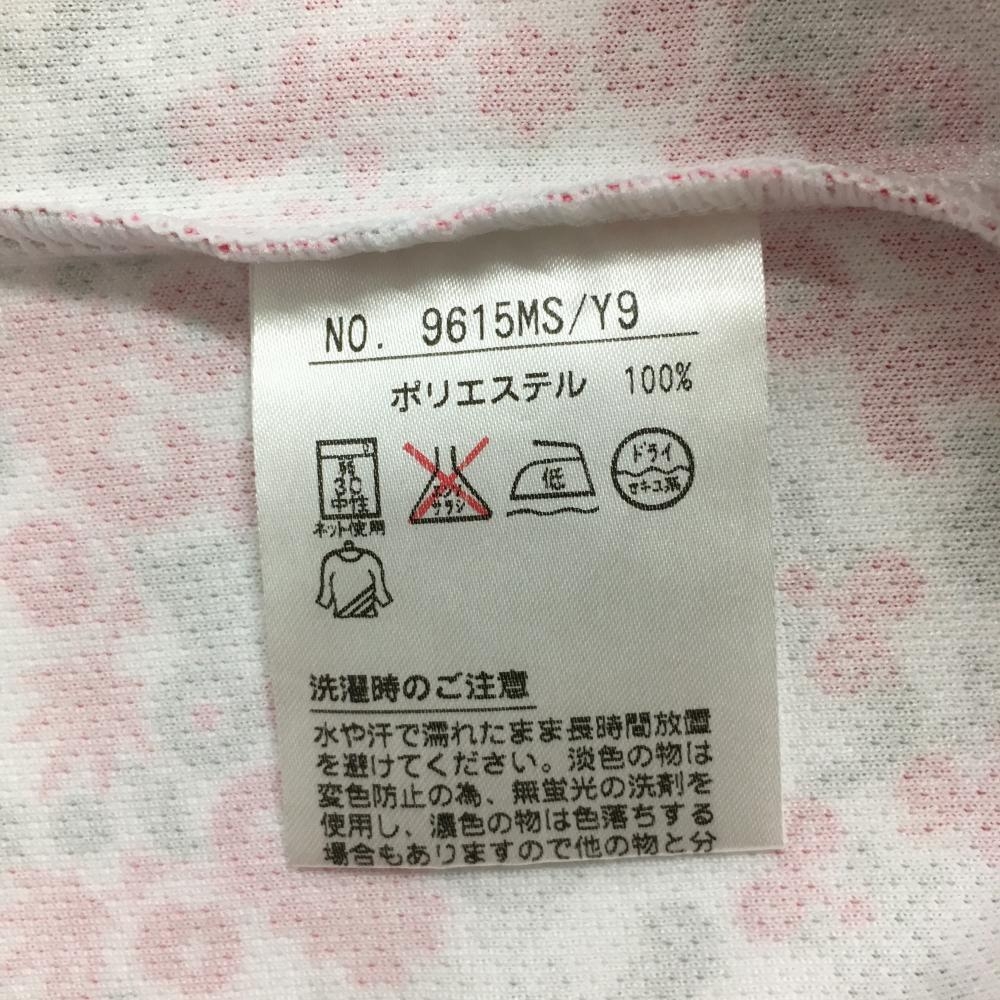 NO. 9615MS/Y9
ポリエステル 100%
弱
30
中性
ネット使用
エンソ
サラシ
低
ドライ
セキユ系
洗濯時のご注意
水や汗で濡れたまま長時間放置
を避けてください。淡色の物は
変色防止の為、無蛍光の洗剤を
使用し、濃色の物は色落ちする
場合もありますので他の物と分